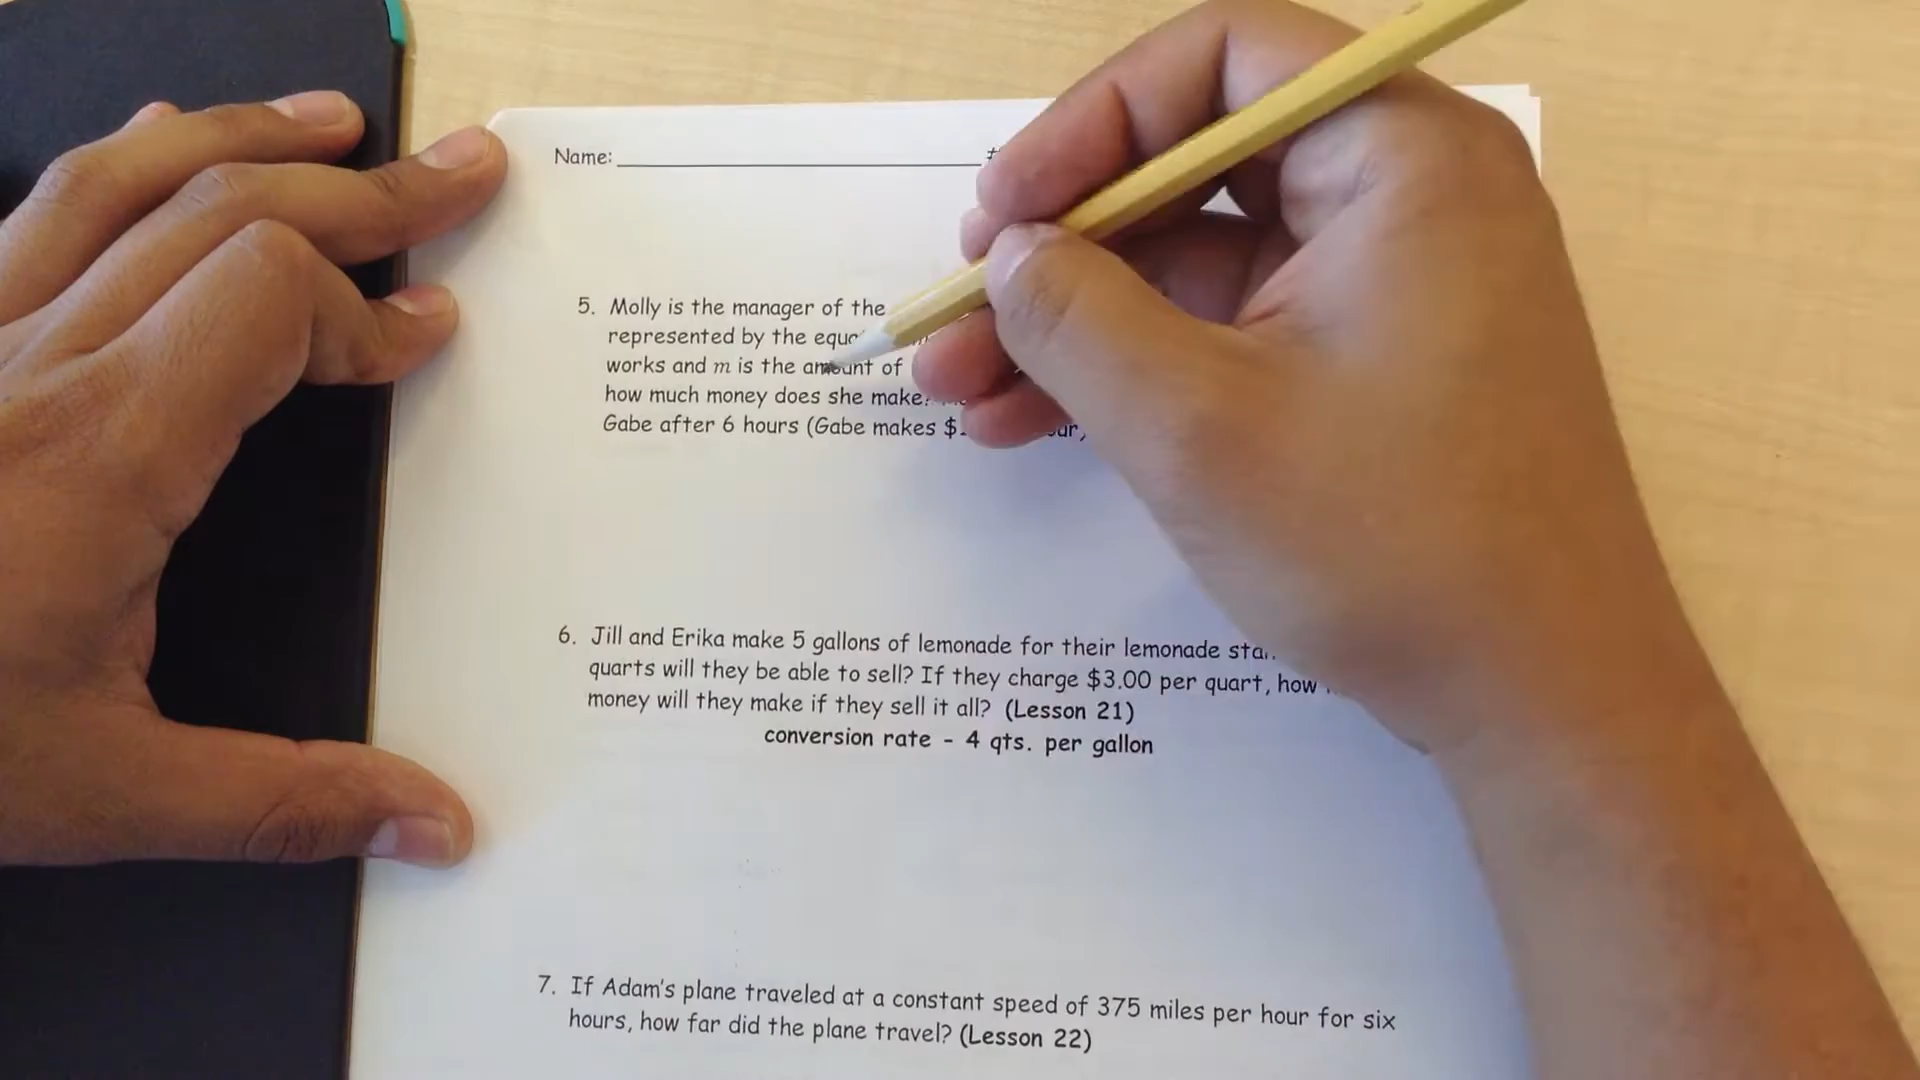 Name:
5. Molly is the manager of the
represented by the
works and m is the amount of
how much money does she make?
Gabe after 6 hours (Gabe makes $
6. Jill and Erika make 5 gallons of lemonade for their lemonade
quarts will they be able to sell? If they charge $3.00 per quart, how
money will they make if they sell it all? (Lesson 21)
conversion rate - 4 qts. per gallon
7. If Adam's plane traveled at a constant speed of 375 miles per hour for six
hours, how far did the plane travel? (Lesson 22)